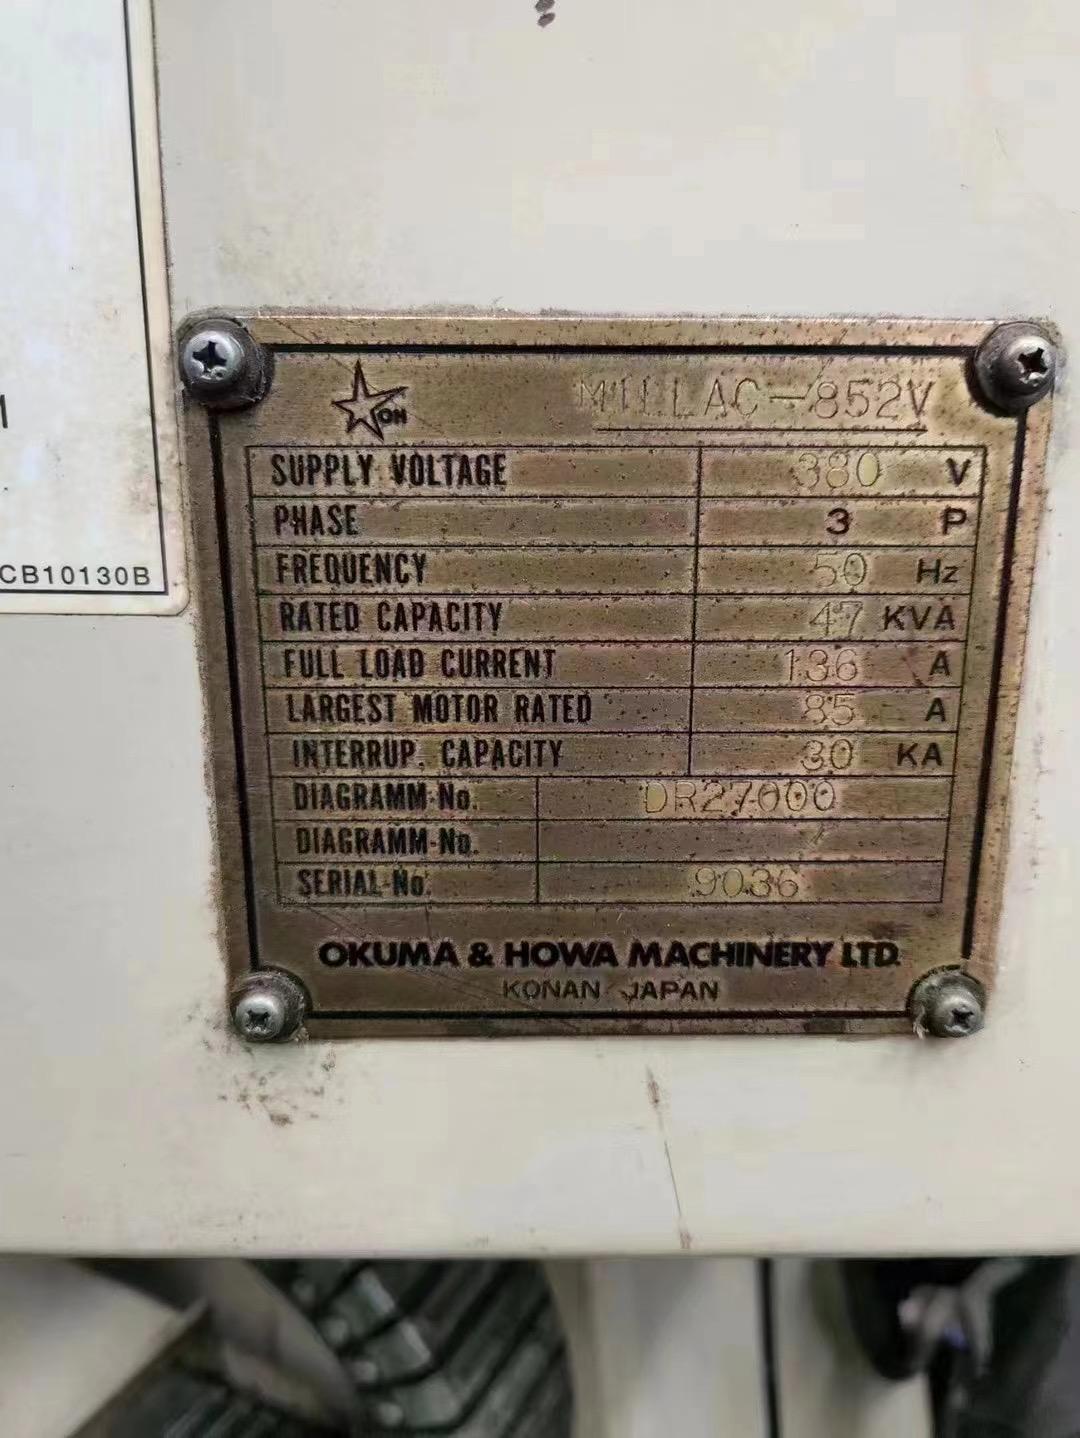 CB10130B
OH
MILLAC-852V
SUPPLY VOLTAGE 380 V
PHASE 3 P
FREQUENCY 50 Hz
RATED CAPACITY 47 KVA
FULL LOAD CURRENT 136 A
LARGEST MOTOR RATED 85 A
INTERRUP. CAPACITY 30 KA
DIAGRAMM-No. DR27000
DIAGRAMM-No.
SERIAL-No. 9036
OKUMA & HOWA MACHINERY LTD.
KONAN JAPAN